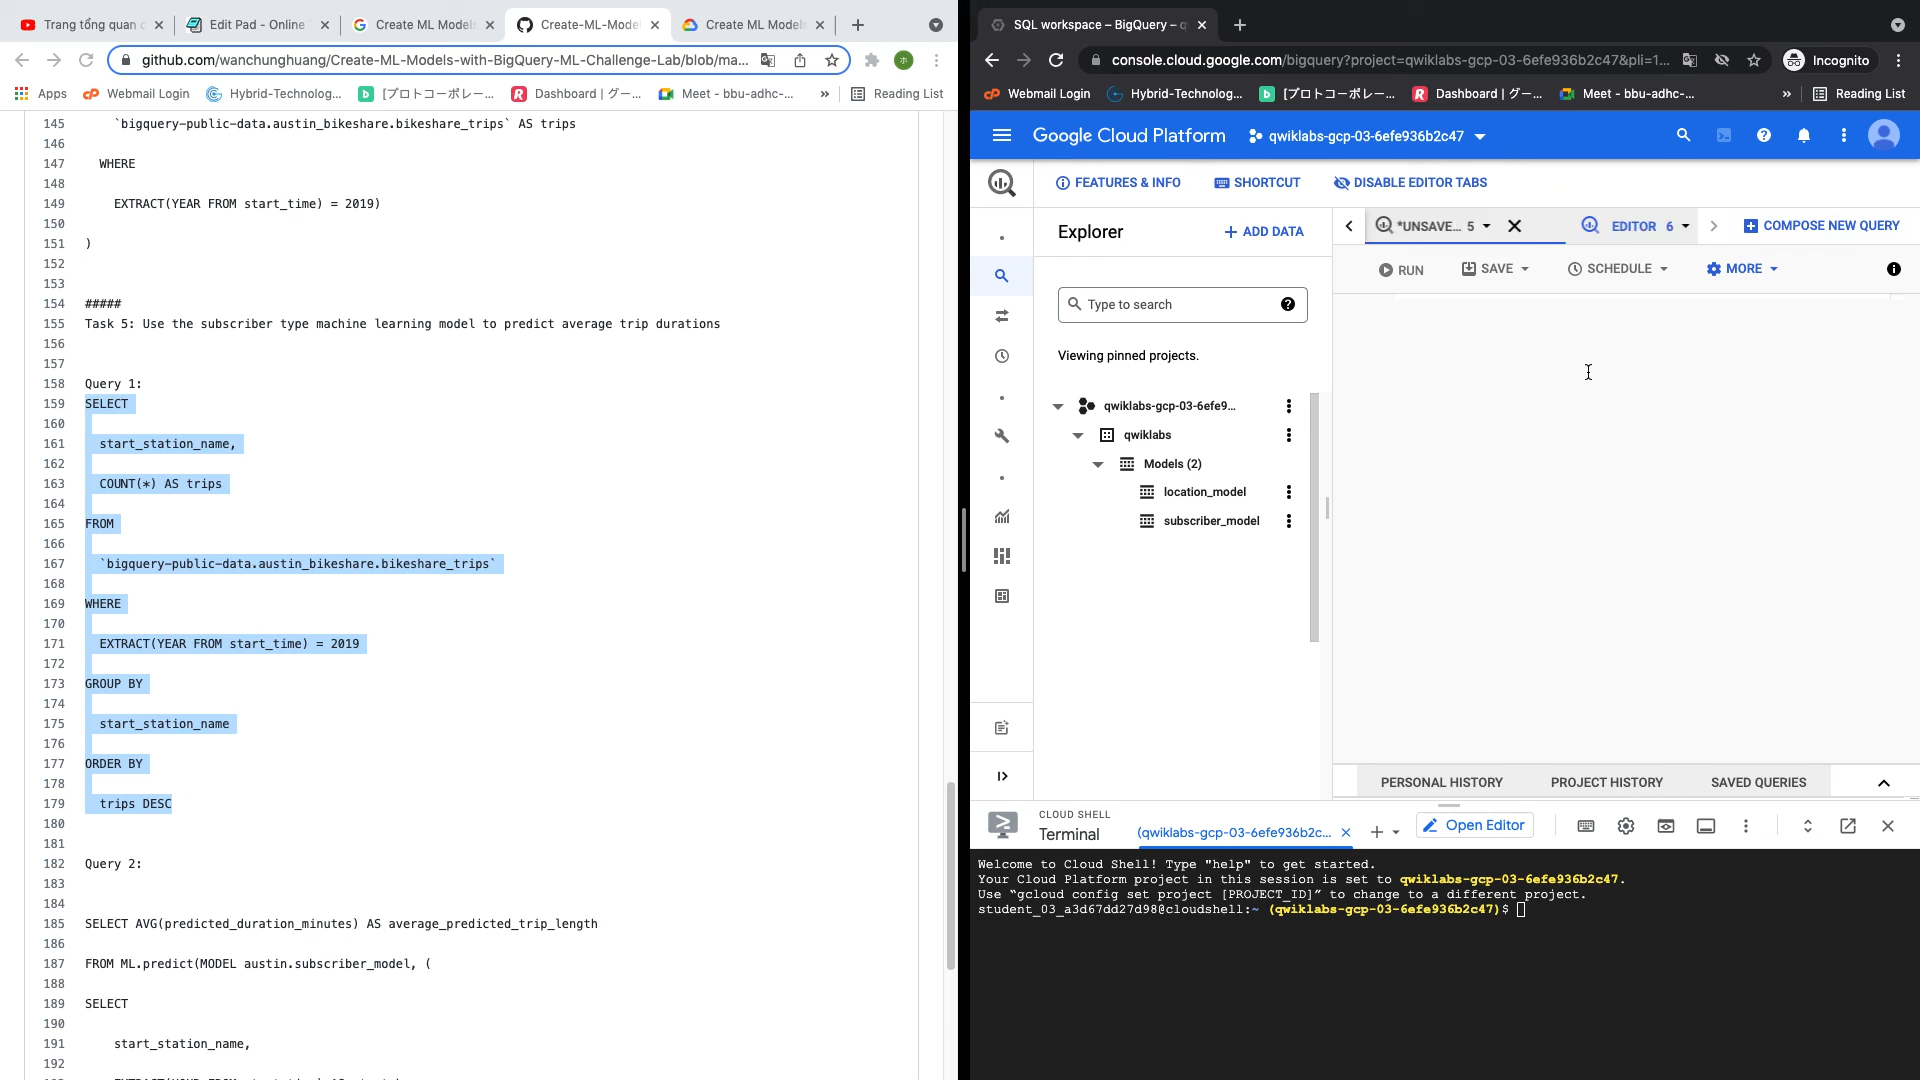 Trang tổng quan c
Edit Pad - Online T
Create ML Models
Create-ML-Model
Create ML Models
github.com/wanchunghuang/Create-ML-Models-with-BigQuery-ML-Challenge-Lab/blob/ma...
Apps
Webmail Login
Hybrid-Technolog...
[プロトコーポレー...
Dashboard | グー...
Meet - bbu-adhc-...
»
Reading List
145 `bigquery-public-data.austin_bikeshare.bikeshare_trips` AS trips
146
147 WHERE
148
149 EXTRACT(YEAR FROM start_time) = 2019)
150
151 )
152
153
154 #####
155 Task 5: Use the subscriber type machine learning model to predict average trip durations
156
157
158 Query 1:
159 SELECT
160
161 start_station_name,
162
163 COUNT(*) AS trips
164
165 FROM
166
167 `bigquery-public-data.austin_bikeshare.bikeshare_trips`
168
169 WHERE
170
171 EXTRACT(YEAR FROM start_time) = 2019
172
173 GROUP BY
174
175 start_station_name
176
177 ORDER BY
178
179 trips DESC
180
181
182 Query 2:
183
184
185 SELECT AVG(predicted_duration_minutes) AS average_predicted_trip_length
186
187 FROM ML.predict(MODEL austin.subscriber_model, (
188
189 SELECT
190
191 start_station_name,
192
SQL workspace – BigQuery – q
console.cloud.google.com/bigquery?project=qwiklabs-gcp-03-6efe936b2c47&pli=1...
Incognito
Webmail Login
Hybrid-Technolog...
[プロトコーポレー...
Dashboard | グー...
Meet - bbu-adhc-...
»
Reading List
Google Cloud Platform
qwiklabs-gcp-03-6efe936b2c47
FEATURES & INFO
SHORTCUT
DISABLE EDITOR TABS
Explorer
+ ADD DATA
*UNSAVE... 5
EDITOR 6
COMPOSE NEW QUERY
RUN
SAVE
SCHEDULE
MORE
Type to search
Viewing pinned projects.
qwiklabs-gcp-03-6efe9...
qwiklabs
Models (2)
location_model
subscriber_model
PERSONAL HISTORY
PROJECT HISTORY
SAVED QUERIES
CLOUD SHELL
Terminal
(qwiklabs-gcp-03-6efe936b2c...
Open Editor
Welcome to Cloud Shell! Type "help" to get started.
Your Cloud Platform project in this session is set to qwiklabs-gcp-03-6efe936b2c47.
Use “gcloud config set project [PROJECT_ID]” to change to a different project.
student_03_a3d67dd27d98@cloudshell:~ (qwiklabs-gcp-03-6efe936b2c47)$